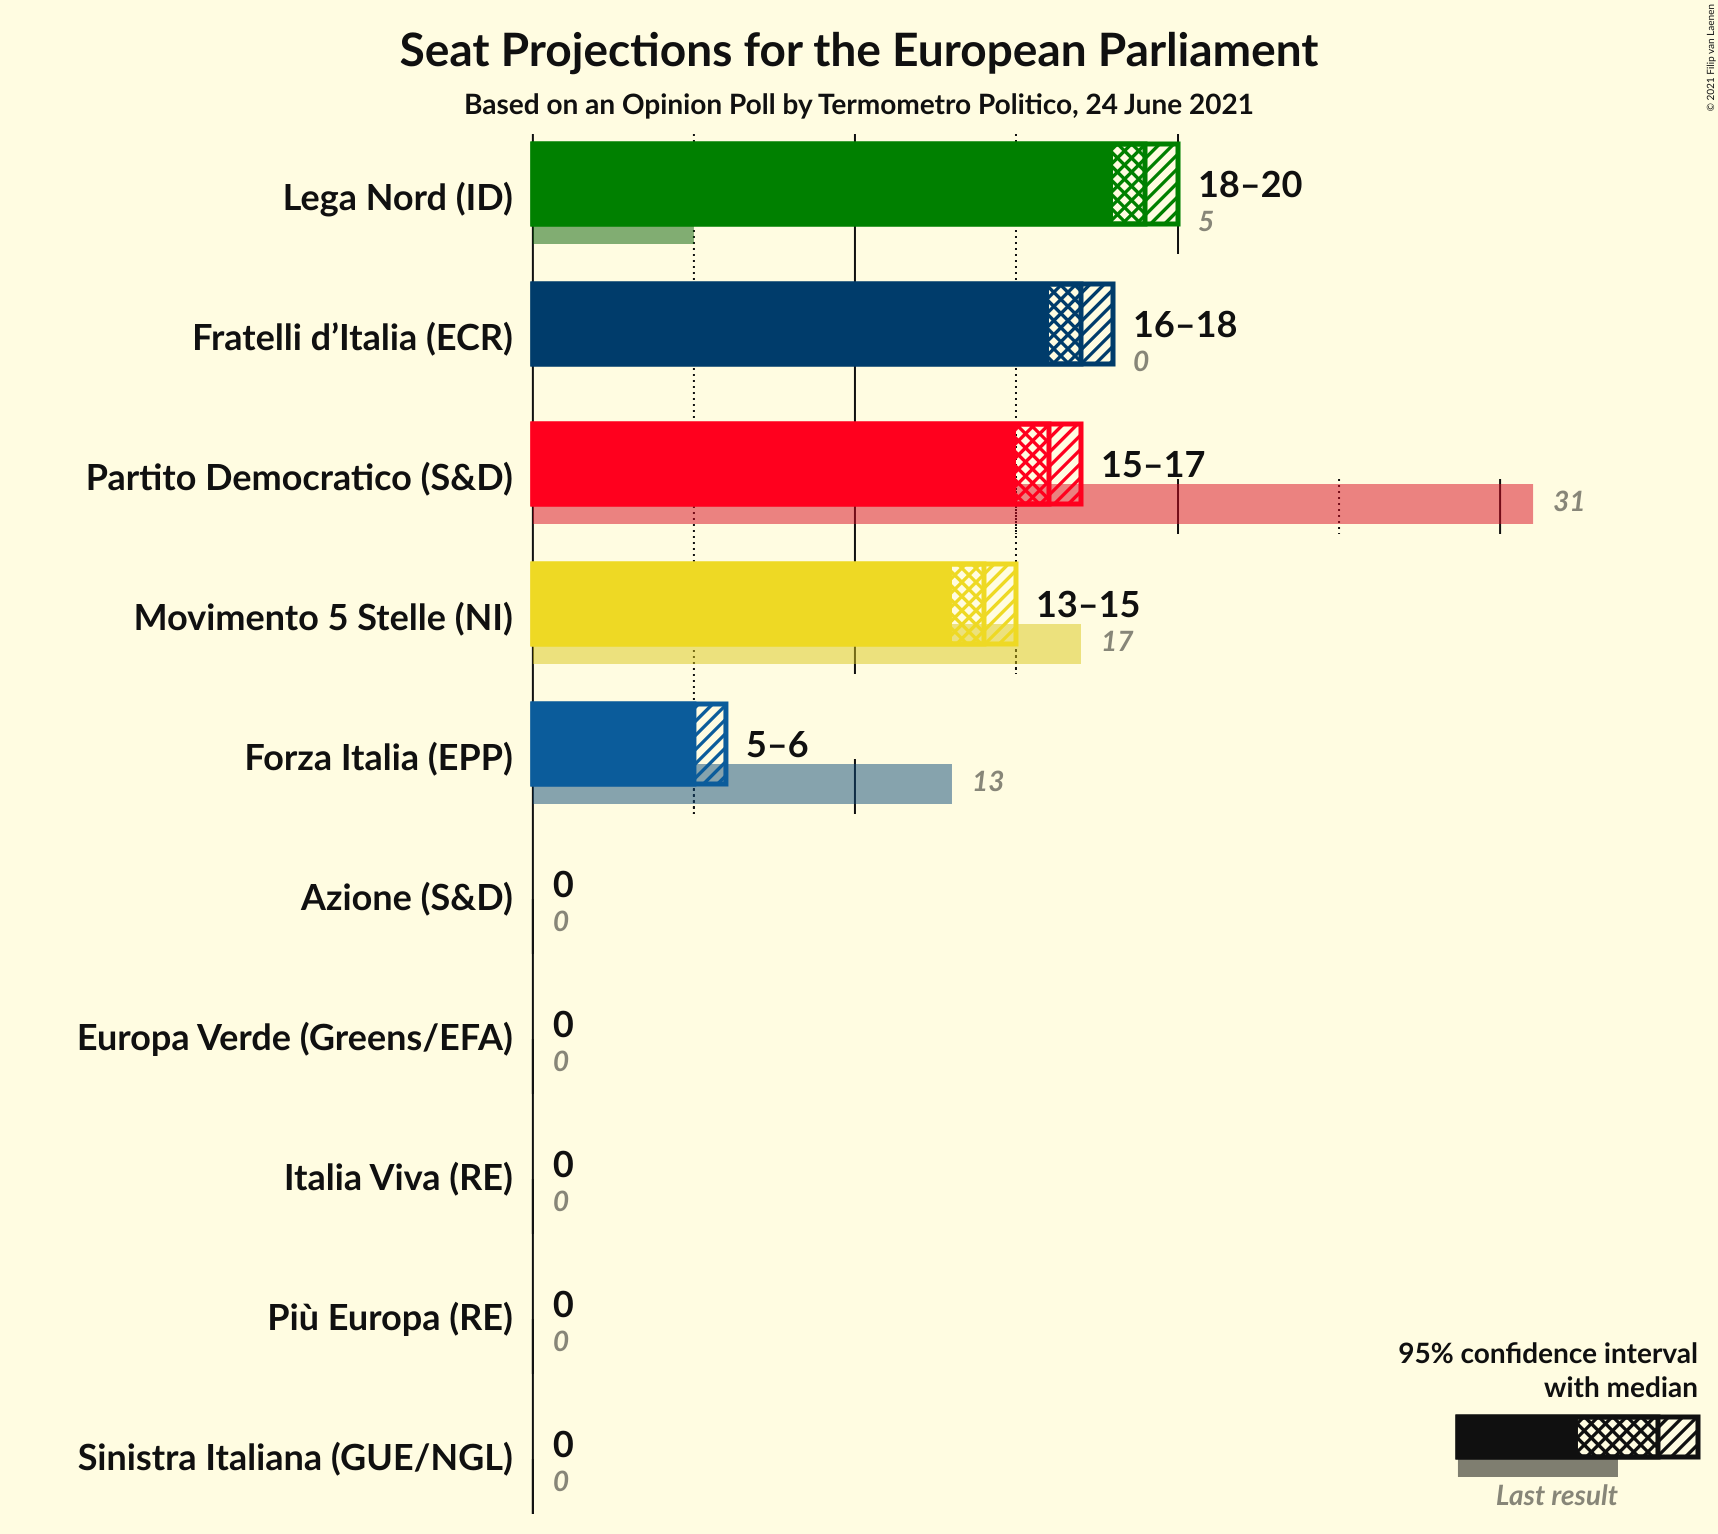 Seat Projections for the European Parliament
Based on an Opinion Poll by Termometro Politico, 24 June 2021
© 2021 Filip van Laenen
Lega Nord (ID)
18–20
5
Fratelli d’Italia (ECR)
16–18
0
Partito Democratico (S&D)
15–17
31
Movimento 5 Stelle (NI)
13–15
17
Forza Italia (EPP)
5–6
13
Azione (S&D)
0
0
Europa Verde (Greens/EFA)
0
0
Italia Viva (RE)
0
0
Più Europa (RE)
0
0
Sinistra Italiana (GUE/NGL)
0
0
95% confidence interval
with median
Last result